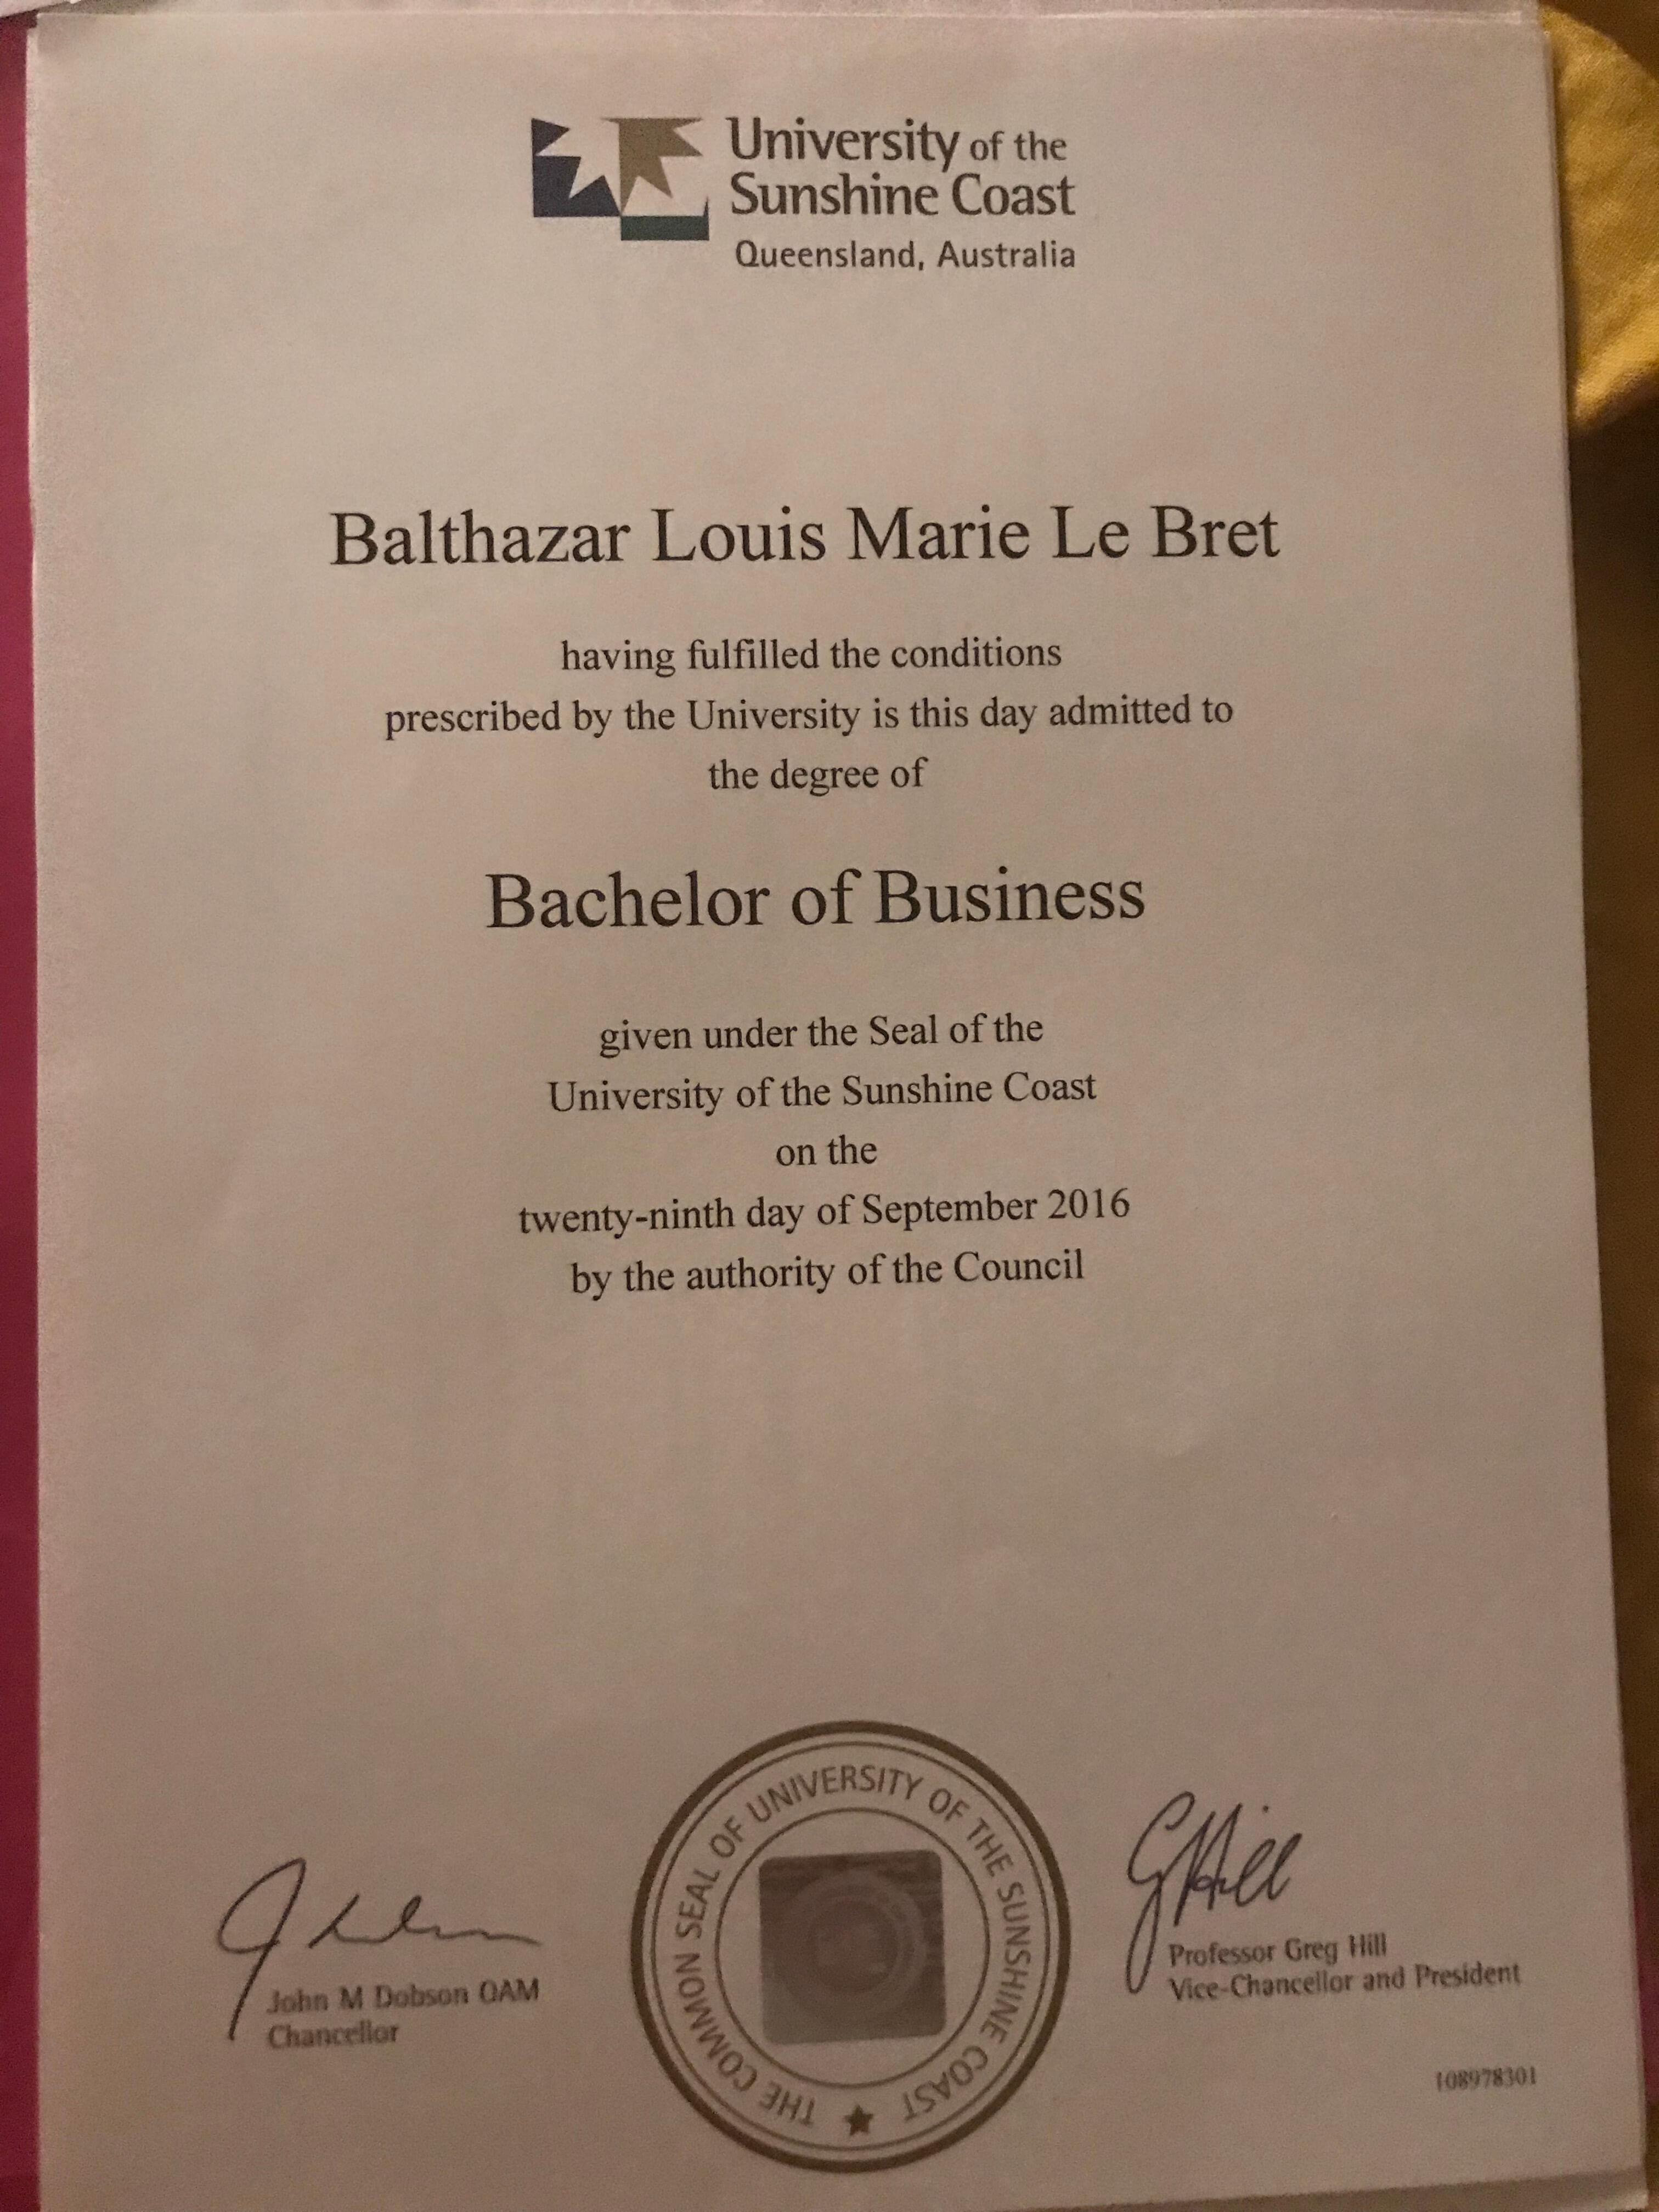 University of the
Sunshine Coast
Queensland, Australia
Balthazar Louis Marie Le Bret
having fulfilled the conditions
prescribed by the University is this day admitted to
the degree of
Bachelor of Business
given under the Seal of the
University of the Sunshine Coast
on the
twenty-ninth day of September 2016
by the authority of the Council
THE COMMON SEAL OF UNIVERSITY OF THE SUNSHINE COAST
GHill
John M Dobson OAM
Chancellor
Professor Greg Hill
Vice-Chancellor and President
108978301